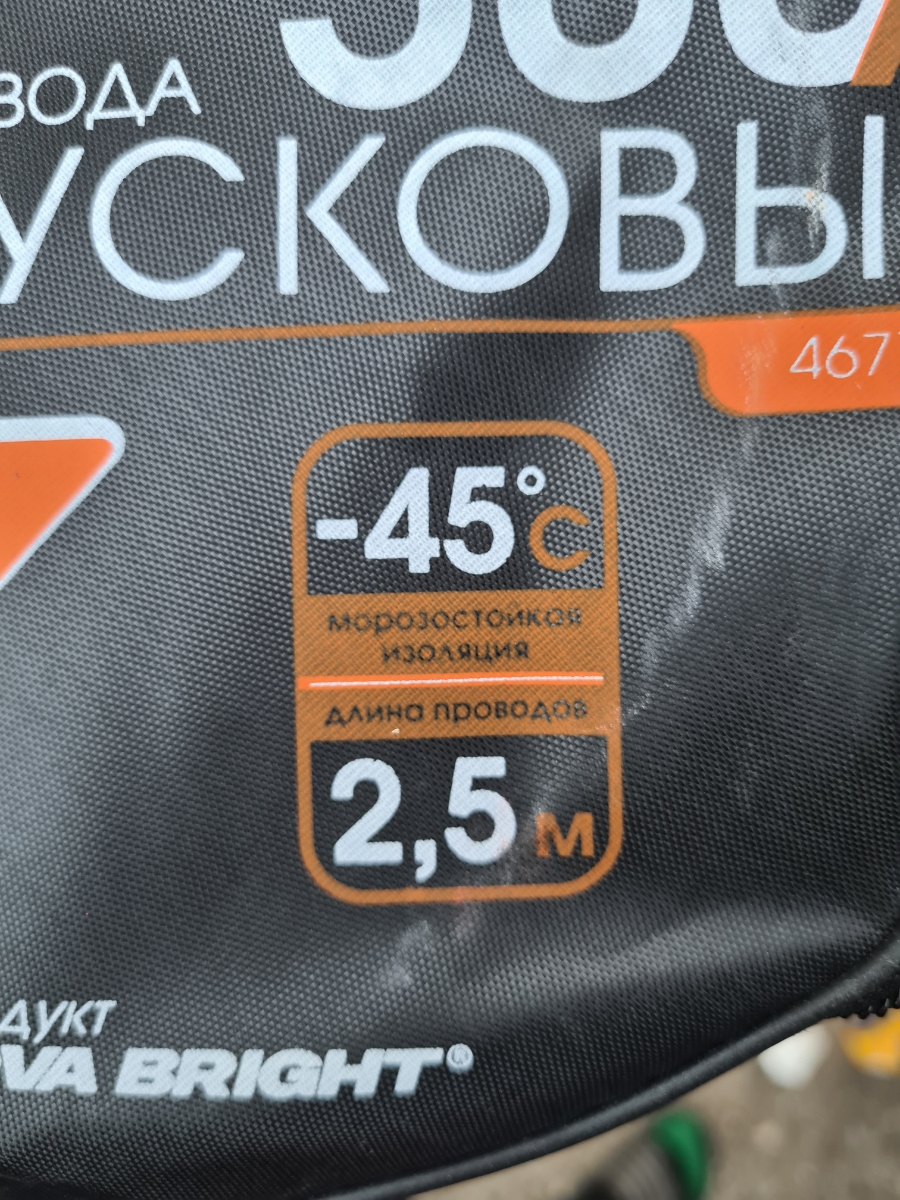 ВОДА
УСКОВЫ
467
-45°С
морозостойкая
изоляция
длина проводов
2,5 м
ДУКТ
VA BRIGHT®